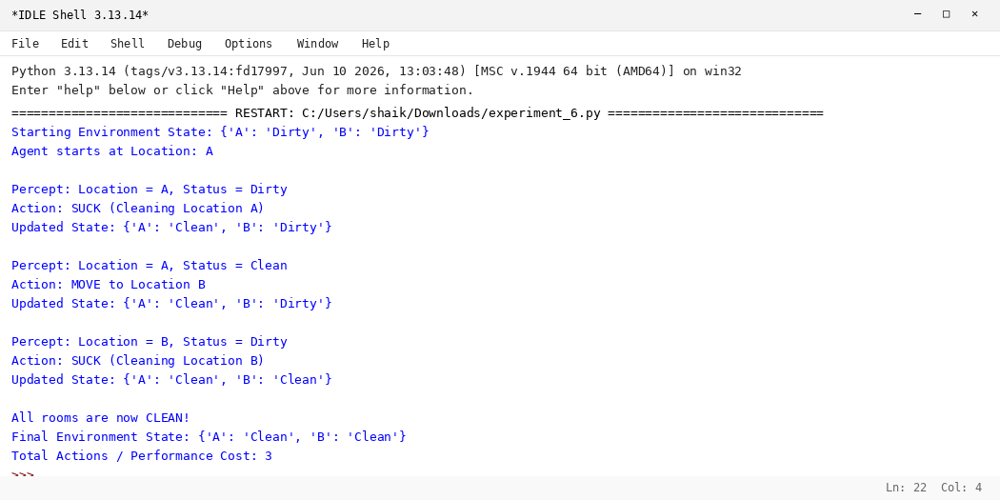 *IDLE Shell 3.13.14*
File Edit Shell Debug Options Window Help
Python 3.13.14 (tags/v3.13.14:fd17997, Jun 10 2026, 13:03:48) [MSC v.1944 64 bit (AMD64)] on win32
Enter "help" below or click "Help" above for more information.
============================= RESTART: C:/Users/shaik/Downloads/experiment_6.py =============================
Starting Environment State: {'A': 'Dirty', 'B': 'Dirty'}
Agent starts at Location: A
Percept: Location = A, Status = Dirty
Action: SUCK (Cleaning Location A)
Updated State: {'A': 'Clean', 'B': 'Dirty'}
Percept: Location = A, Status = Clean
Action: MOVE to Location B
Updated State: {'A': 'Clean', 'B': 'Dirty'}
Percept: Location = B, Status = Dirty
Action: SUCK (Cleaning Location B)
Updated State: {'A': 'Clean', 'B': 'Clean'}
All rooms are now CLEAN!
Final Environment State: {'A': 'Clean', 'B': 'Clean'}
Total Actions / Performance Cost: 3
>>>
Ln: 22 Col: 4